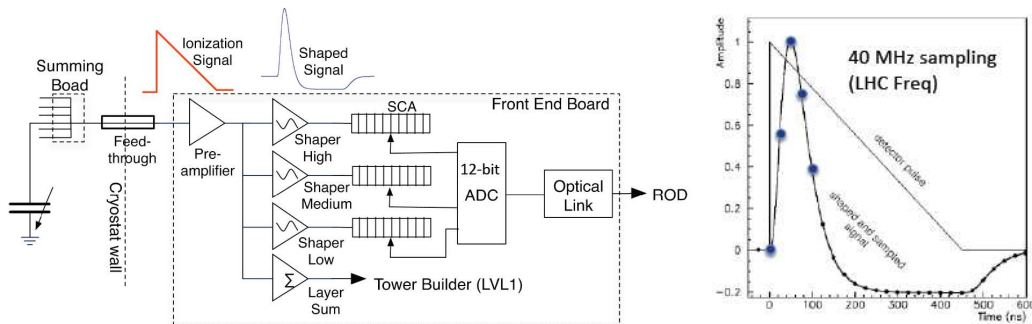 Ionization
Signal
Shaped
Signal
Summing
Boad
Front End Board
SCA
Feed-
through
Pre-
amplifier
Shaper
High
Shaper
Medium
Shaper
Low
Σ
Layer
Sum
12-bit
ADC
Optical
Link
ROD
Tower Builder (LVL1)
Cryostat wall
Amplitude
1
0.8
0.6
0.4
0.2
0
-0.2
40 MHz sampling
(LHC Freq)
detector pulse
shaped and sampled
signal
0
100
200
300
400
500
600
Time (ns)